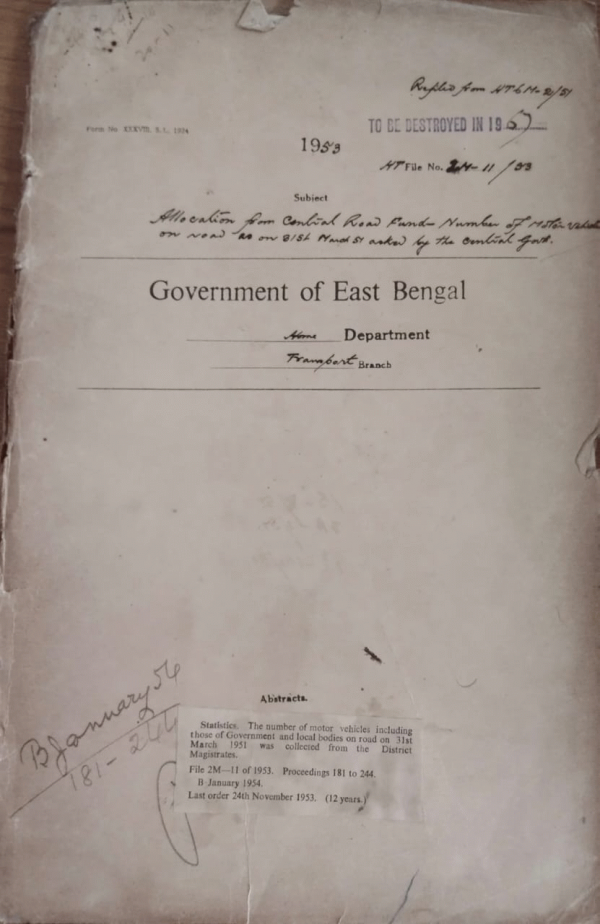 Replied from HT 6M-2/51
Form No XXXVII. S.I., 1924
TO BE DESTROYED IN 1967
1953
HT File No. 2M-11/53
Subject
Allocation from Central Road Fund - Number of Motor Vehicles
on road as on 31st March 51 asked by the Central Govt.
Government of East Bengal
Home Department
Transport Branch
B January 54
181-244
Abstracts.
Statistics. The number of motor vehicles including
those of Government and local bodies on road on 31st
March 1951 was collected from the District
Magistrates.
File 2M—11 of 1953. Proceedings 181 to 244.
B January 1954.
Last order 24th November 1953. (12 years.)